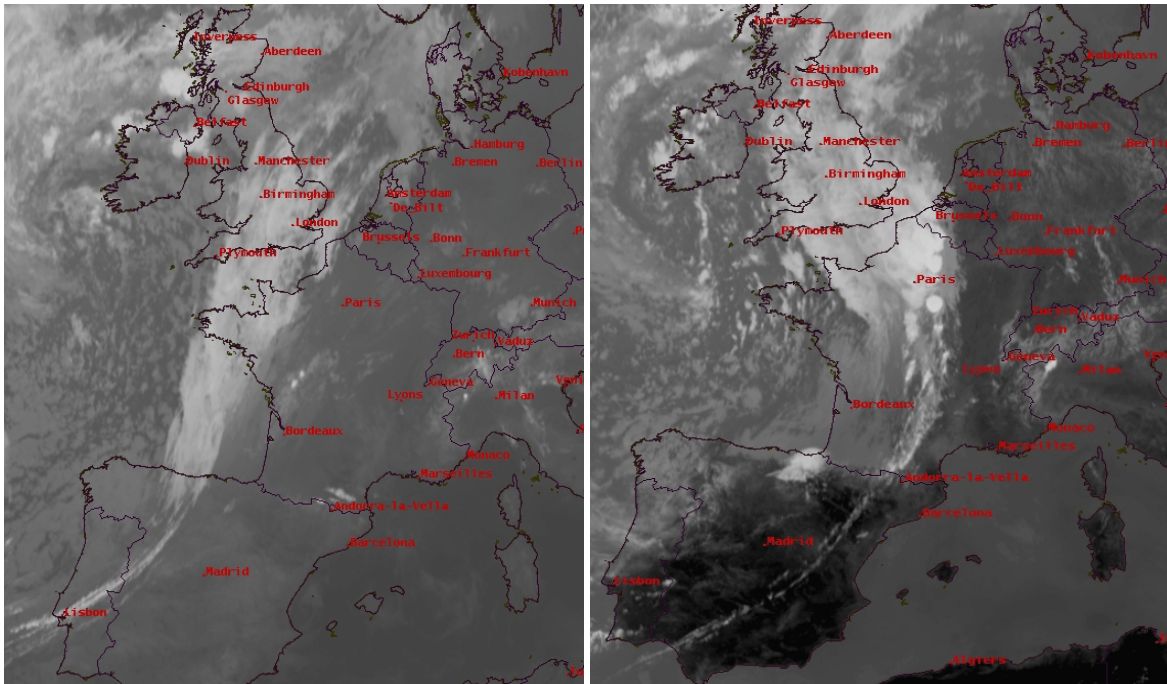 Inverness
Aberdeen
Edinburgh
Glasgow
Belfast
Dublin
Manchester
Birmingham
London
Plymouth
Kobenhavn
Hamburg
Bremen
Berlin
Amsterdam
De-Bilt
Brussels
Bonn
Frankfurt
Luxembourg
Paris
Munich
Zurich
Vaduz
Bern
Geneva
Lyons
Milan
Bordeaux
Monaco
Marseilles
Andorra-la-Vella
Barcelona
Madrid
Lisbon
Inverness
Aberdeen
Edinburgh
Glasgow
Belfast
Dublin
Manchester
Birmingham
London
Plymouth
Kobenhavn
Hamburg
Bremen
Berli
Amsterdam
De-Bilt
Brussels
Bonn
Frankfurt
Luxembourg
Paris
Munich
Zurich
Vaduz
Bern
Geneva
Lyons
Milan
Bordeaux
Monaco
Marseilles
Andorra-la-Vella
Barcelona
Madrid
Lisbon
Algiers